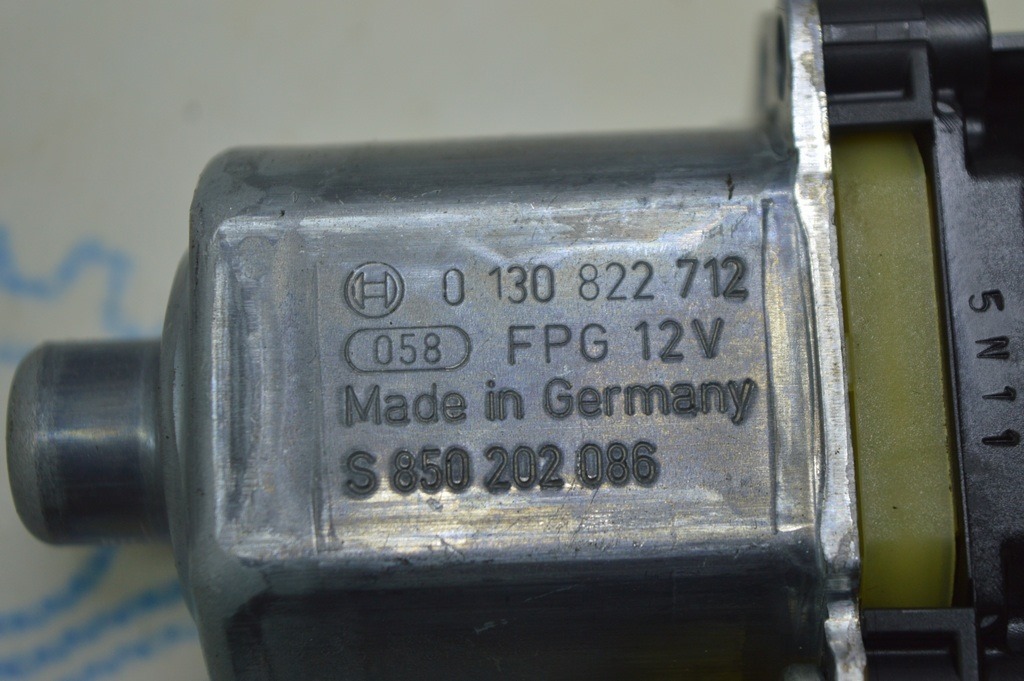 0 130 822 712
058 FPG 12V
Made in Germany
S 850 202 086
5N11